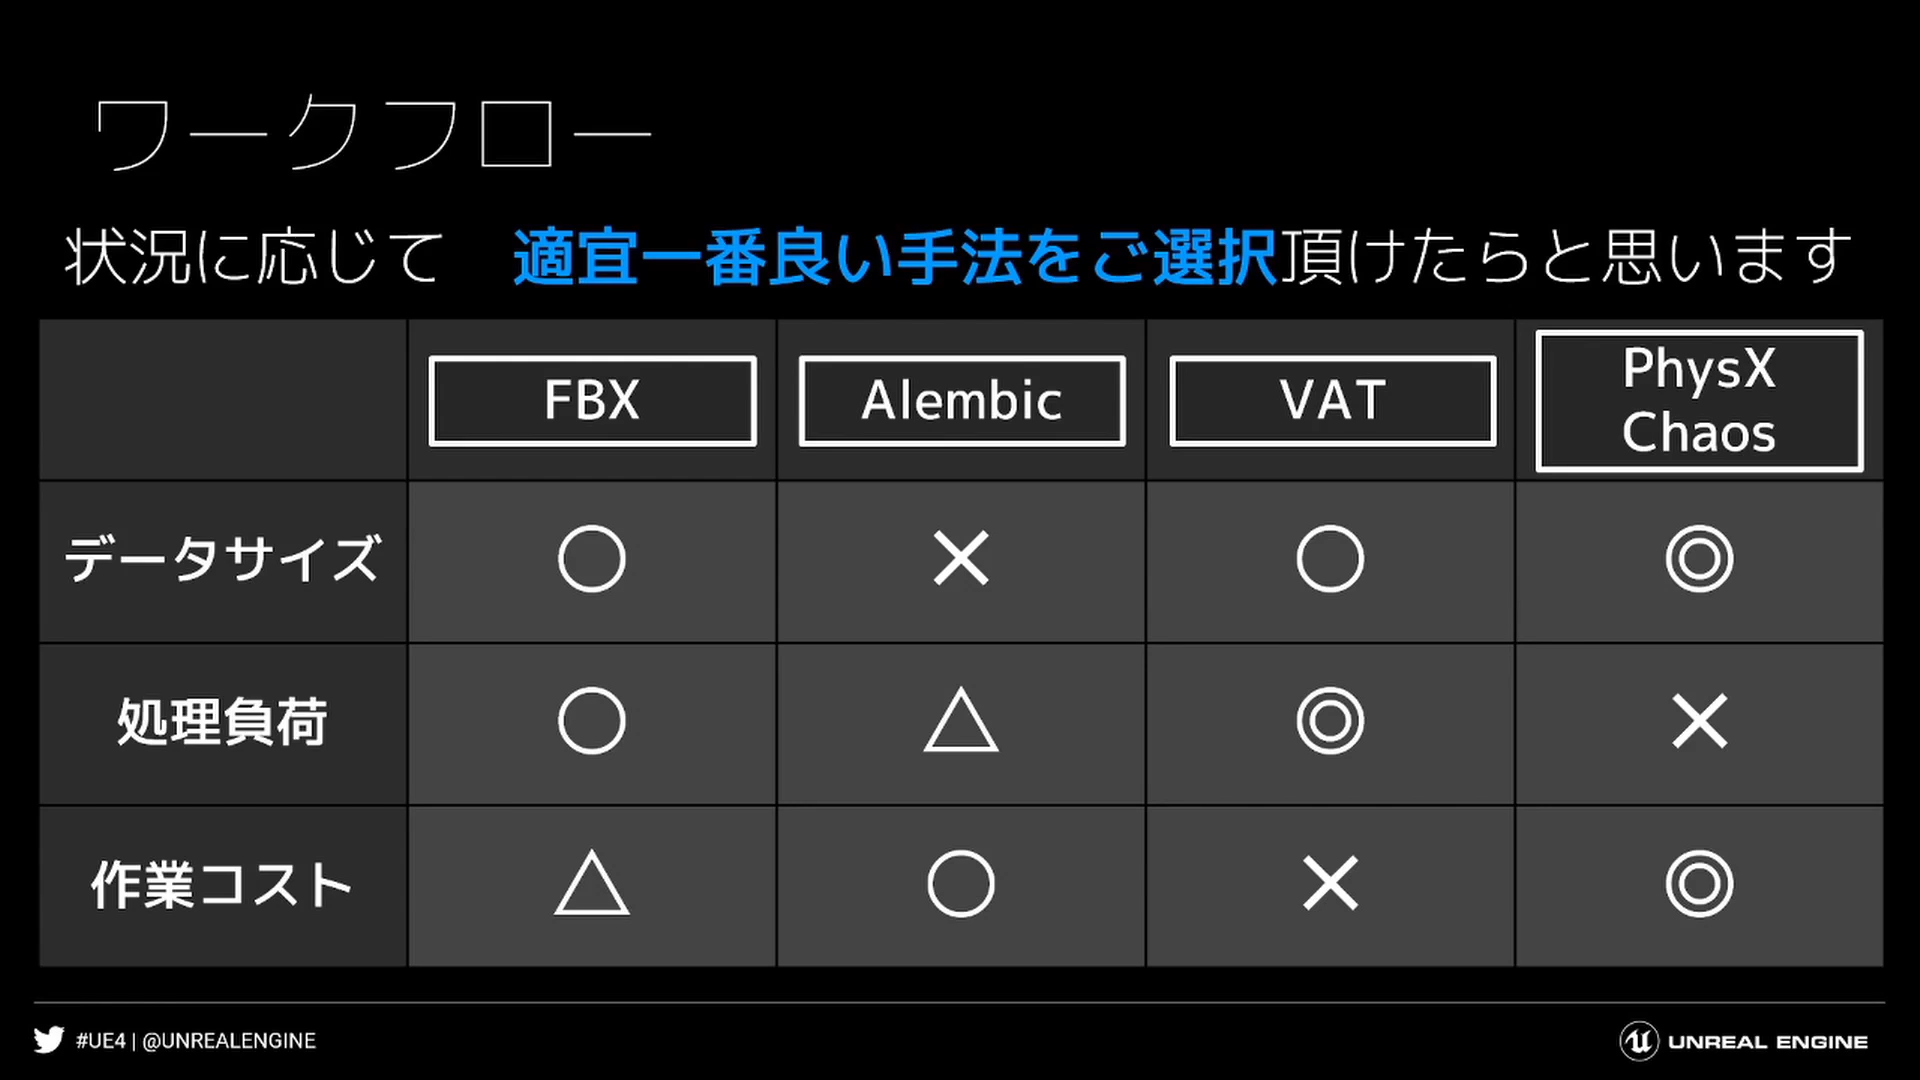 ワークフロー
状況に応じて　適宜一番良い手法をご選択頂けたらと思います
FBX Alembic VAT PhysX Chaos
データサイズ ○ × ○ ◎
処理負荷 ○ △ ◎ ×
作業コスト △ ○ × ◎
#UE4 | @UNREALENGINE
UNREAL ENGINE